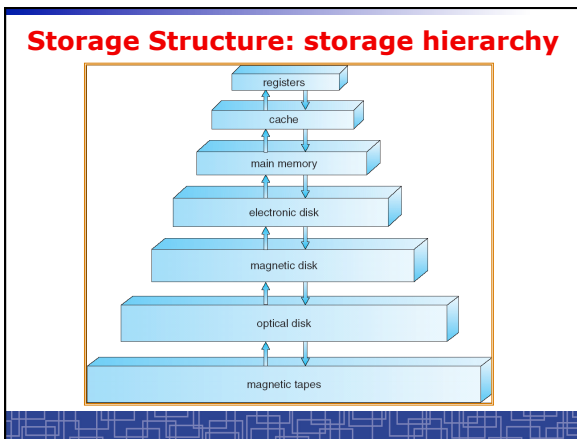 Storage Structure: storage hierarchy
registers
cache
main memory
electronic disk
magnetic disk
optical disk
magnetic tapes